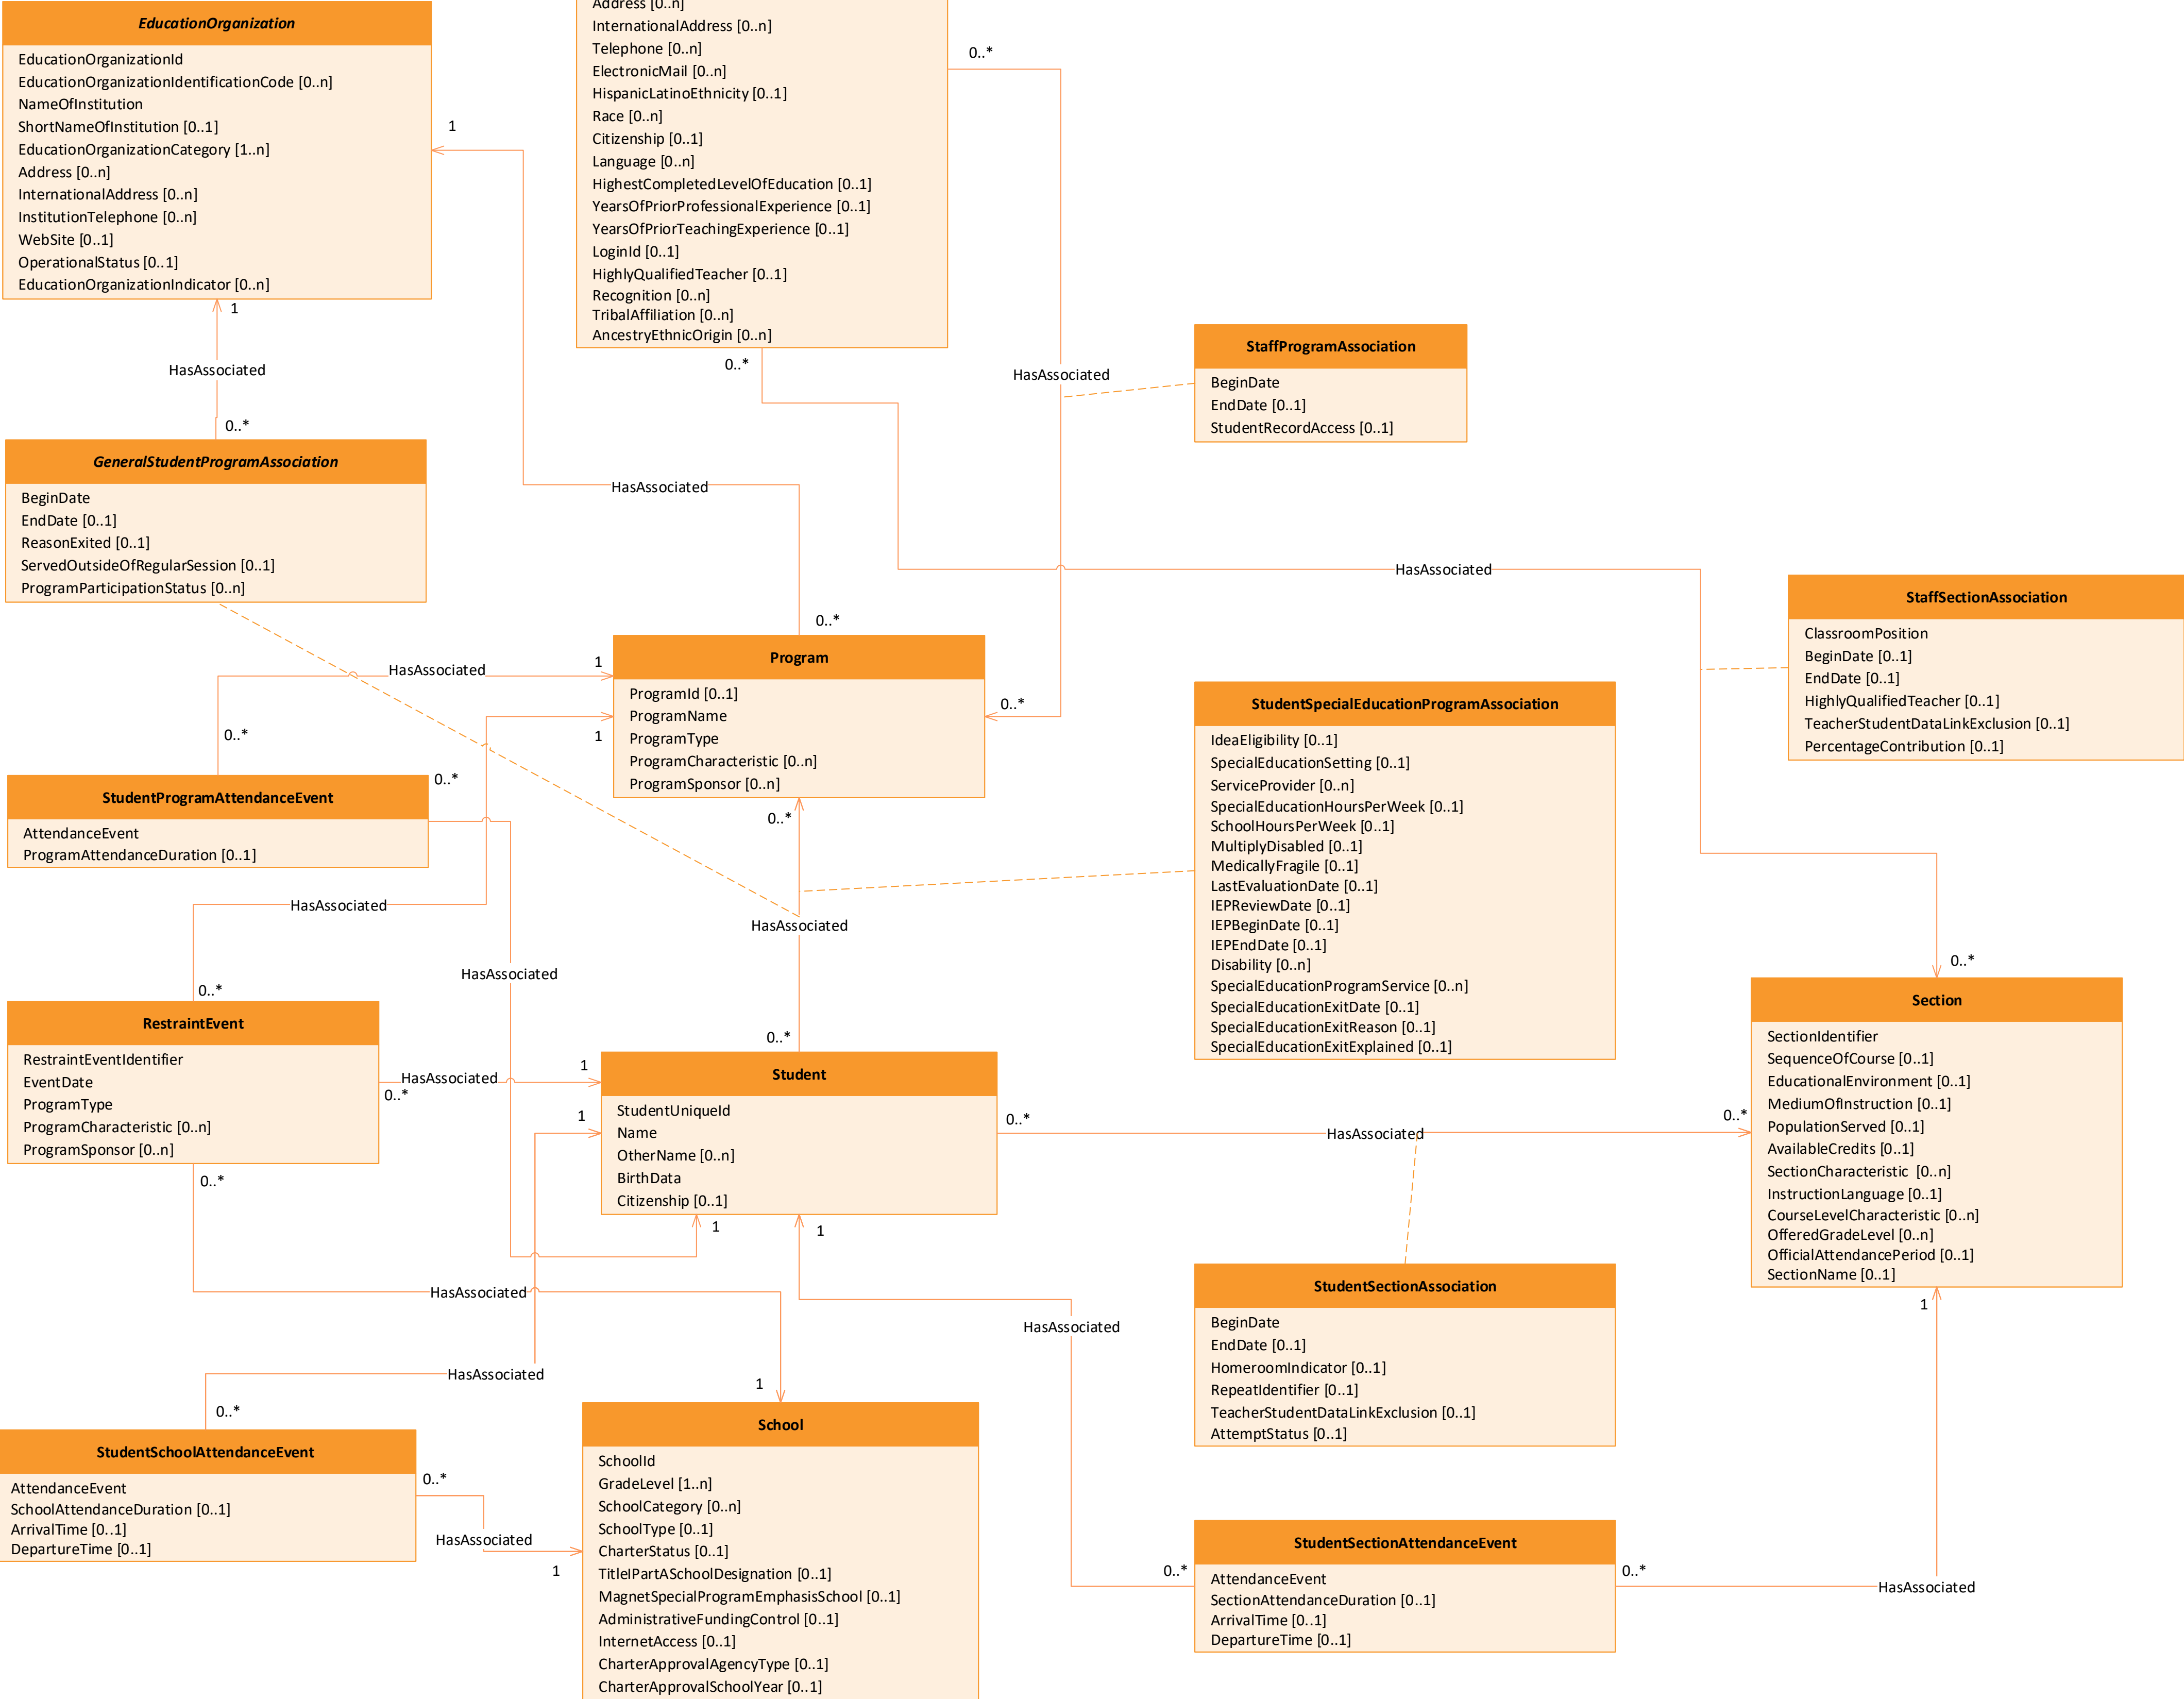 EducationOrganization
EducationOrganizationId
EducationOrganizationIdentificationCode [0..n]
NameOfInstitution
ShortNameOfInstitution [0..1]
EducationOrganizationCategory [1..n]
Address [0..n]
InternationalAddress [0..n]
InstitutionTelephone [0..n]
WebSite [0..1]
OperationalStatus [0..1]
EducationOrganizationIndicator [0..n]
1
1
HasAssociated
0..*
Address [0..n]
InternationalAddress [0..n]
Telephone [0..n]
ElectronicMail [0..n]
HispanicLatinoEthnicity [0..1]
Race [0..n]
Citizenship [0..1]
Language [0..n]
HighestCompletedLevelOfEducation [0..1]
YearsOfPriorProfessionalExperience [0..1]
YearsOfPriorTeachingExperience [0..1]
LoginId [0..1]
HighlyQualifiedTeacher [0..1]
Recognition [0..n]
TribalAffiliation [0..n]
AncestryEthnicOrigin [0..n]
0..*
0..*
HasAssociated
StaffProgramAssociation
BeginDate
EndDate [0..1]
StudentRecordAccess [0..1]
GeneralStudentProgramAssociation
BeginDate
EndDate [0..1]
ReasonExited [0..1]
ServedOutsideOfRegularSession [0..1]
ProgramParticipationStatus [0..n]
HasAssociated
HasAssociated
StaffSectionAssociation
ClassroomPosition
BeginDate [0..1]
EndDate [0..1]
HighlyQualifiedTeacher [0..1]
TeacherStudentDataLinkExclusion [0..1]
PercentageContribution [0..1]
0..*
HasAssociated
1
Program
ProgramId [0..1]
ProgramName
ProgramType
ProgramCharacteristic [0..n]
ProgramSponsor [0..n]
0..*
1
0..*
0..*
0..*
StudentProgramAttendanceEvent
AttendanceEvent
ProgramAttendanceDuration [0..1]
StudentSpecialEducationProgramAssociation
IdeaEligibility [0..1]
SpecialEducationSetting [0..1]
ServiceProvider [0..n]
SpecialEducationHoursPerWeek [0..1]
SchoolHoursPerWeek [0..1]
MultiplyDisabled [0..1]
MedicallyFragile [0..1]
LastEvaluationDate [0..1]
IEPReviewDate [0..1]
IEPBeginDate [0..1]
IEPEndDate [0..1]
Disability [0..n]
SpecialEducationProgramService [0..n]
SpecialEducationExitDate [0..1]
SpecialEducationExitReason [0..1]
SpecialEducationExitExplained [0..1]
HasAssociated
HasAssociated
HasAssociated
0..*
0..*
0..*
RestraintEvent
RestraintEventIdentifier
EventDate
ProgramType
ProgramCharacteristic [0..n]
ProgramSponsor [0..n]
HasAssociated
0..*
1
1
Student
StudentUniqueId
Name
OtherName [0..n]
BirthData
Citizenship [0..1]
0..*
HasAssociated
0..*
Section
SectionIdentifier
SequenceOfCourse [0..1]
EducationalEnvironment [0..1]
MediumOfInstruction [0..1]
PopulationServed [0..1]
AvailableCredits [0..1]
SectionCharacteristic  [0..n]
InstructionLanguage [0..1]
CourseLevelCharacteristic [0..n]
OfferedGradeLevel [0..n]
OfficialAttendancePeriod [0..1]
SectionName [0..1]
0..*
1
1
1
HasAssociated
HasAssociated
HasAssociated
StudentSectionAssociation
BeginDate
EndDate [0..1]
HomeroomIndicator [0..1]
RepeatIdentifier [0..1]
TeacherStudentDataLinkExclusion [0..1]
AttemptStatus [0..1]
0..*
1
StudentSchoolAttendanceEvent
AttendanceEvent
SchoolAttendanceDuration [0..1]
ArrivalTime [0..1]
DepartureTime [0..1]
0..*
HasAssociated
1
School
SchoolId
GradeLevel [1..n]
SchoolCategory [0..n]
SchoolType [0..1]
CharterStatus [0..1]
TitleIPartASchoolDesignation [0..1]
MagnetSpecialProgramEmphasisSchool [0..1]
AdministrativeFundingControl [0..1]
InternetAccess [0..1]
CharterApprovalAgencyType [0..1]
CharterApprovalSchoolYear [0..1]
0..*
StudentSectionAttendanceEvent
AttendanceEvent
SectionAttendanceDuration [0..1]
ArrivalTime [0..1]
DepartureTime [0..1]
0..*
HasAssociated